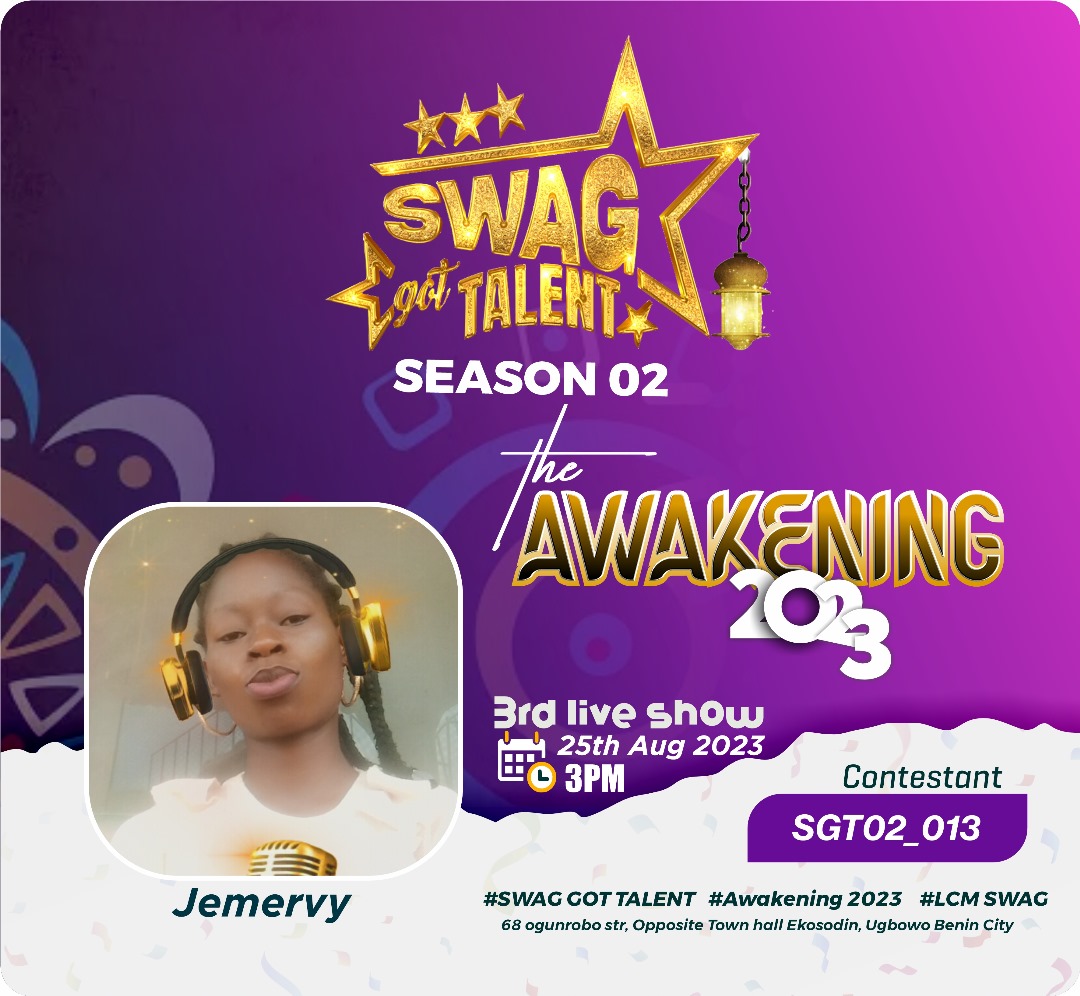 SWAG
got TALENT
SEASON 02
the
AWAKENING
2023
3rd live show
25th Aug 2023
3PM
Contestant
SGT02_013
Jemervy
#SWAG GOT TALENT #Awakening 2023 #LCM SWAG
68 ogunrobo str, Opposite Town hall Ekosodin, Ugbowo Benin City